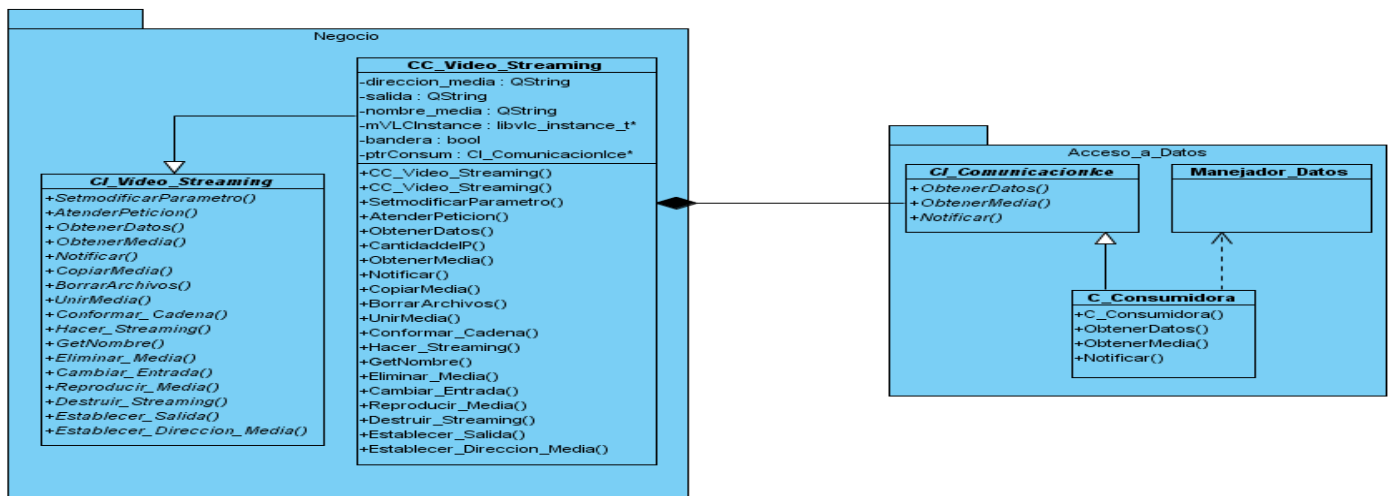 Negocio
CC_Video_Streaming
-direccion_media : QString
-salida : QString
-nombre_media : QString
-mVLCInstance : libvlc_instance_t*
-bandera : bool
-ptrConsum : CI_ComunicacionIce*
+CC_Video_Streaming()
+CC_Video_Streaming()
+SetmodificarParametro()
+AtenderPeticion()
+ObtenerDatos()
+CantidaddeIP()
+ObtenerMedia()
+Notificar()
+CopiarMedia()
+BorrarArchivos()
+UnirMedia()
+Conformar_Cadena()
+Hacer_Streaming()
+GetNombre()
+Eliminar_Media()
+Cambiar_Entrada()
+Reproducir_Media()
+Destruir_Streaming()
+Establecer_Salida()
+Establecer_Direccion_Media()
CI_Video_Streaming
+SetmodificarParametro()
+AtenderPeticion()
+ObtenerDatos()
+ObtenerMedia()
+Notificar()
+CopiarMedia()
+BorrarArchivos()
+UnirMedia()
+Conformar_Cadena()
+Hacer_Streaming()
+GetNombre()
+Eliminar_Media()
+Cambiar_Entrada()
+Reproducir_Media()
+Destruir_Streaming()
+Establecer_Salida()
+Establecer_Direccion_Media()
Acceso_a_Datos
CI_ComunicacionIce
+ObtenerDatos()
+ObtenerMedia()
+Notificar()
Manejador_Datos
C_Consumidora
+C_Consumidora()
+ObtenerDatos()
+ObtenerMedia()
+Notificar()